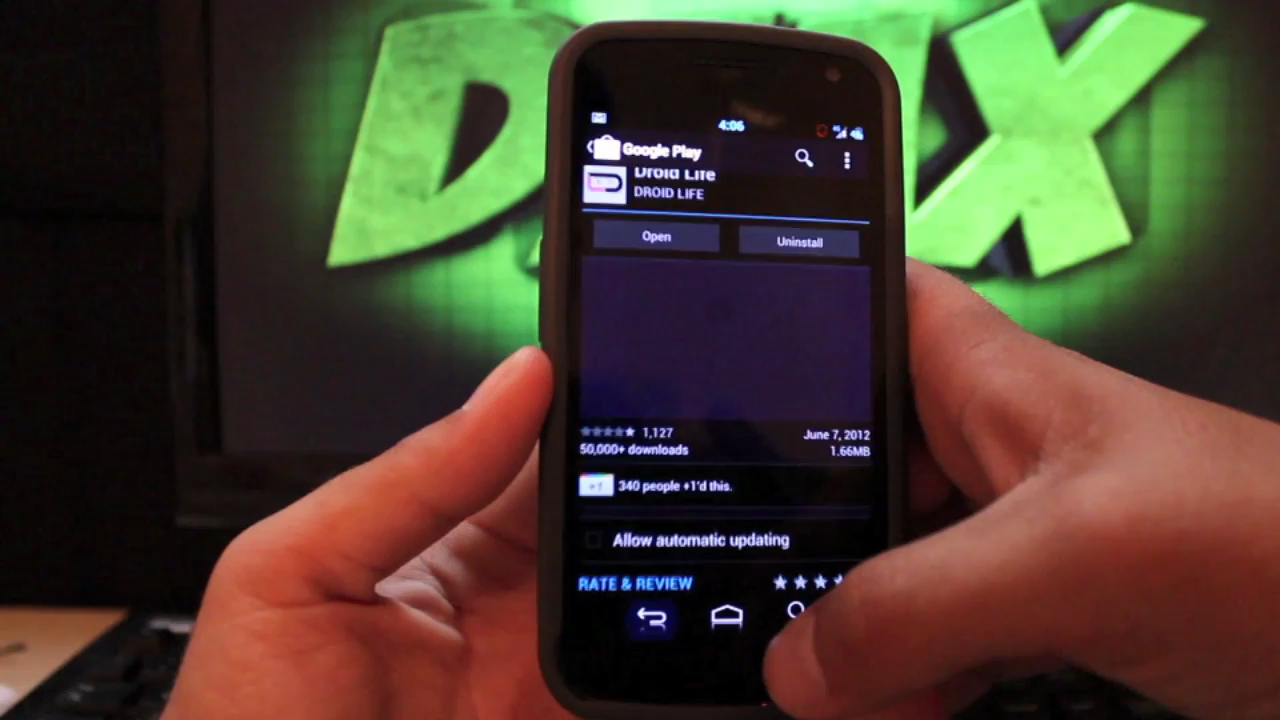 4:06
Google Play
Droid Life
DROID LIFE
Open
Uninstall
1,127
June 7, 2012
50,000+ downloads
1.66MB
+1
340 people +1'd this.
Allow automatic updating
RATE & REVIEW